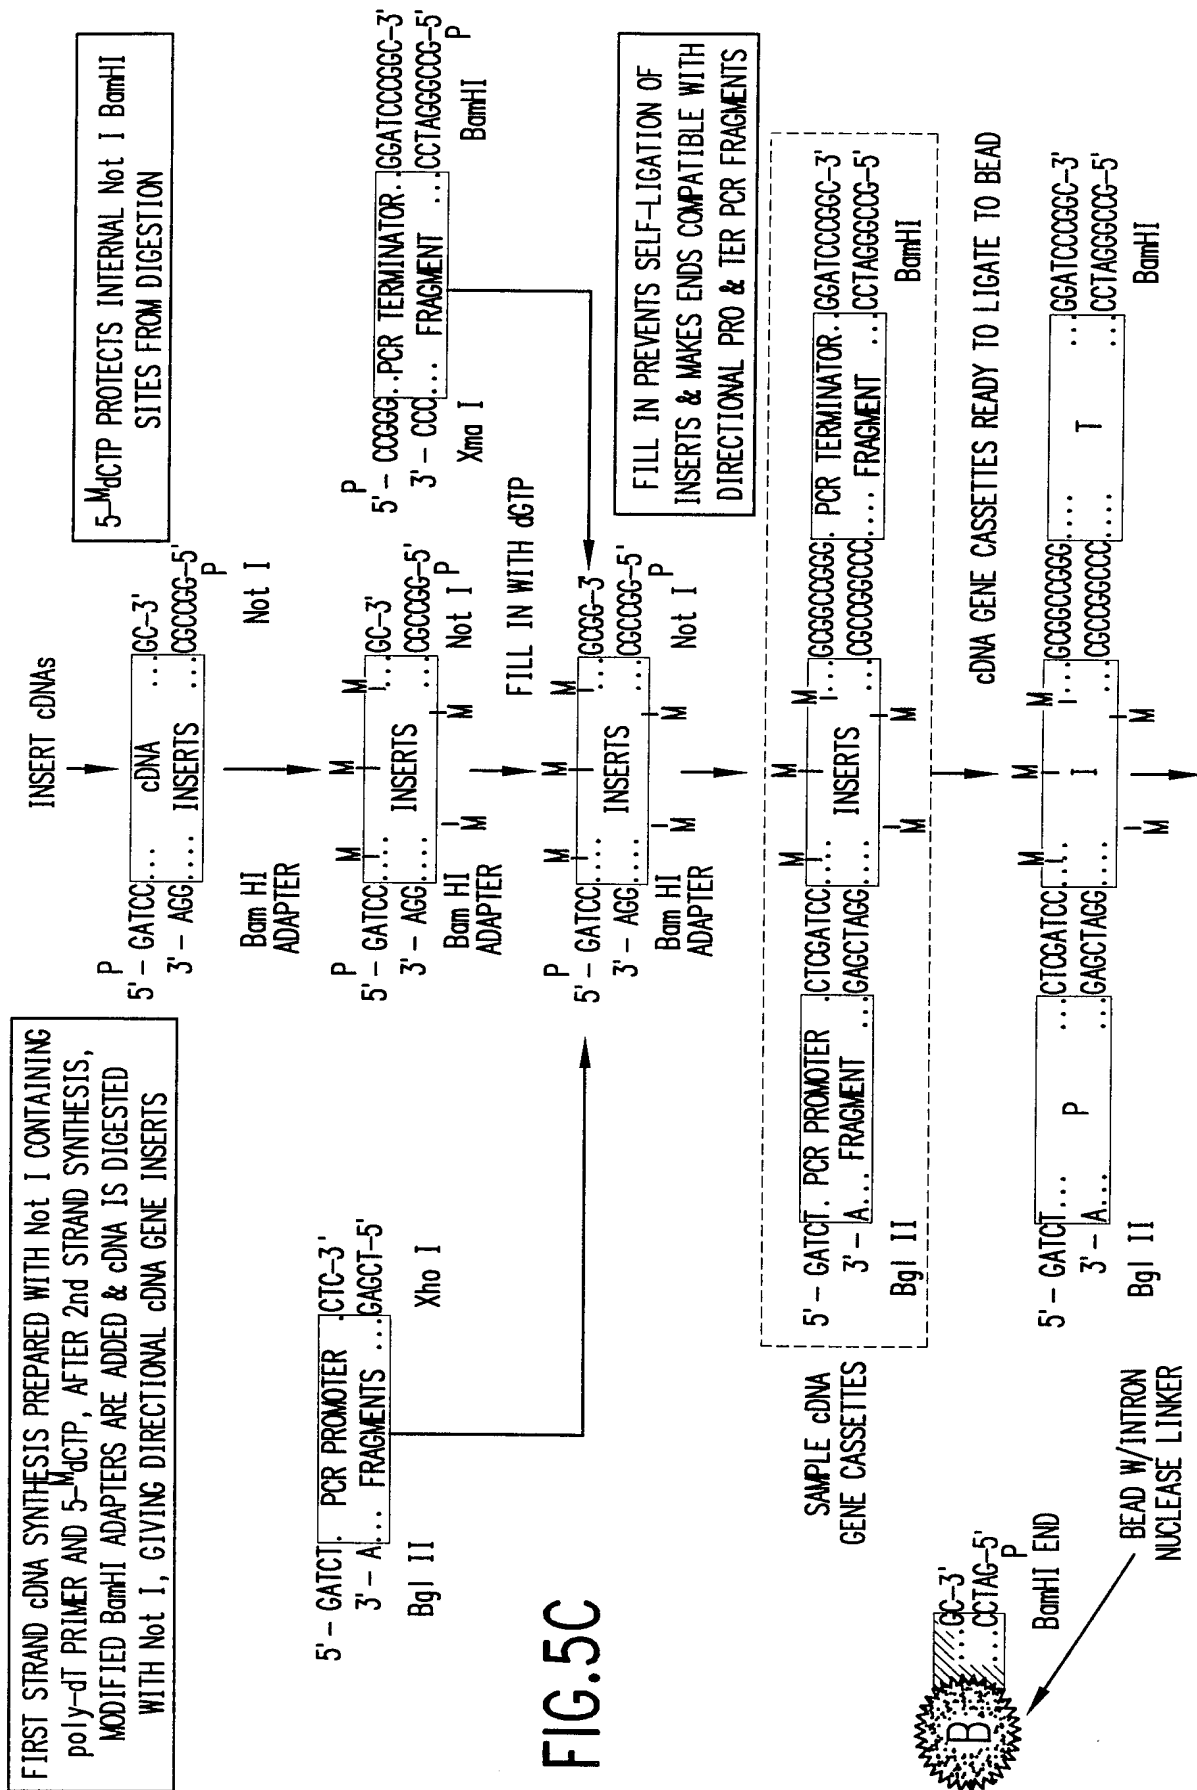 FIRST STRAND cDNA SYNTHESIS PREPARED WITH Not I CONTAINING
poly-dT PRIMER AND 5-MdCTP, AFTER 2nd STRAND SYNTHESIS,
MODIFIED BamHI ADAPTERS ARE ADDED & cDNA IS DIGESTED
WITH Not I, GIVING DIRECTIONAL cDNA GENE INSERTS
INSERT cDNAs
5-MdCTP PROTECTS INTERNAL Not I BamHI
SITES FROM DIGESTION
P
5'- GATCC... cDNA ...GC-3'
3'- AGG.... INSERTS ...CGCCGG-5'
P
Bam HI
ADAPTER
Not I
M M M
P
5'- GATCC... ...GC-3'
INSERTS
3'- AGG.... ...CGCCGG-5'
P
M M
Bam HI
ADAPTER
Not I
P
5'- CCGGG..PCR TERMINATOR..GGATCCCGGC-3'
3'- CCC.... FRAGMENT ...CCTAGGGCCG-5'
P
Xma I
BamHI
FILL IN WITH dGTP
5'- GATCT. PCR PROMOTER .CTC-3'
3'- A... FRAGMENTS ...GAGCT-5'
Bgl II
Xho I
M M M
P
5'- GATCC... ...GCGG-3'
INSERTS
3'- AGG.... ...CGCCGG-5'
P
M M
Bam HI
ADAPTER
Not I
FILL IN PREVENTS SELF-LIGATION OF
INSERTS & MAKES ENDS COMPATIBLE WITH
DIRECTIONAL PRO & TER PCR FRAGMENTS
FIG.5C
SAMPLE cDNA
GENE CASSETTES
M M M
5'- GATCT. PCR PROMOTER .CTCGATCC... ...GCGGCCGGG. PCR TERMINATOR..GGATCCCGGC-3'
INSERTS
3'- A... FRAGMENT ...GAGCTAGG.... ...CGCCGGCCC.... FRAGMENT ...CCTAGGGCCG-5'
M M
Bgl II
BamHI
cDNA GENE CASSETTES READY TO LIGATE TO BEAD
M M M
5'- GATCT... ...CTCGATCC... ...GCGGCCGGG.... ...GGATCCCGGC-3'
P I T
3'- A... ...GAGCTAGG.... ...CGCCGGCCC.... ...CCTAGGGCCG-5'
M M
Bgl II
BamHI
B
...GC-3'
...CCTAG-5'
P
BamHI END
BEAD W/INTRON
NUCLEASE LINKER